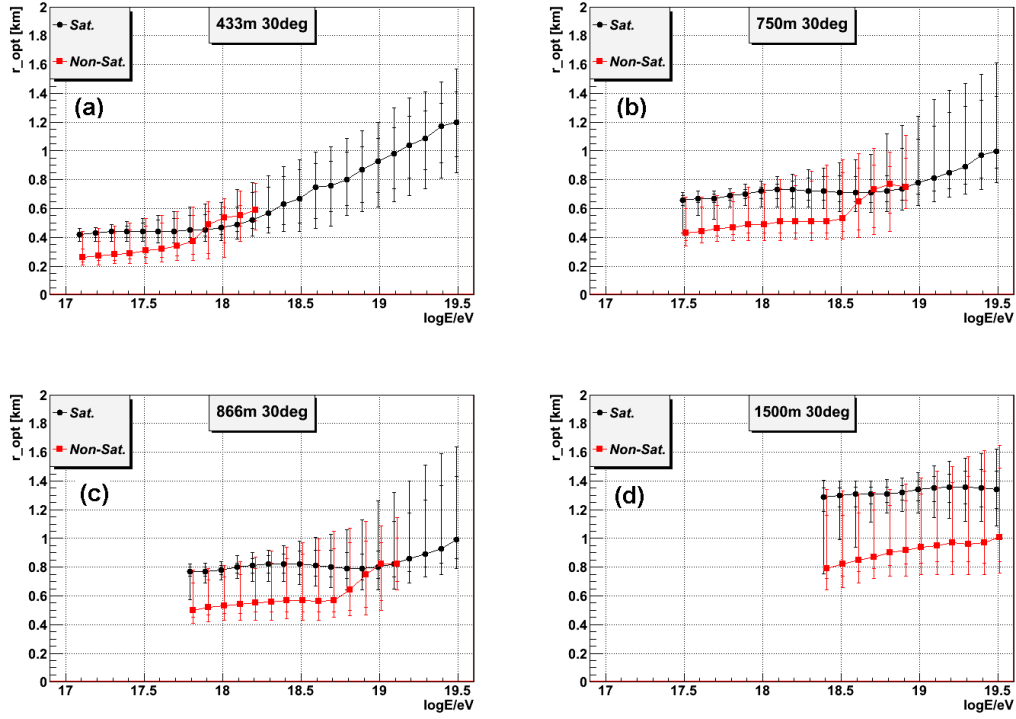 433m 30deg
Sat.
Non-Sat.
(a)
r_opt [km]
2
1.8
1.6
1.4
1.2
1
0.8
0.6
0.4
0.2
0
17
17.5
18
18.5
19
19.5
logE/eV
750m 30deg
Sat.
Non-Sat.
(b)
r_opt [km]
2
1.8
1.6
1.4
1.2
1
0.8
0.6
0.4
0.2
0
17
17.5
18
18.5
19
19.5
logE/eV
866m 30deg
Sat.
Non-Sat.
(c)
r_opt [km]
2
1.8
1.6
1.4
1.2
1
0.8
0.6
0.4
0.2
0
17
17.5
18
18.5
19
19.5
logE/eV
1500m 30deg
Sat.
Non-Sat.
(d)
r_opt [km]
2
1.8
1.6
1.4
1.2
1
0.8
0.6
0.4
0.2
0
17
17.5
18
18.5
19
19.5
logE/eV